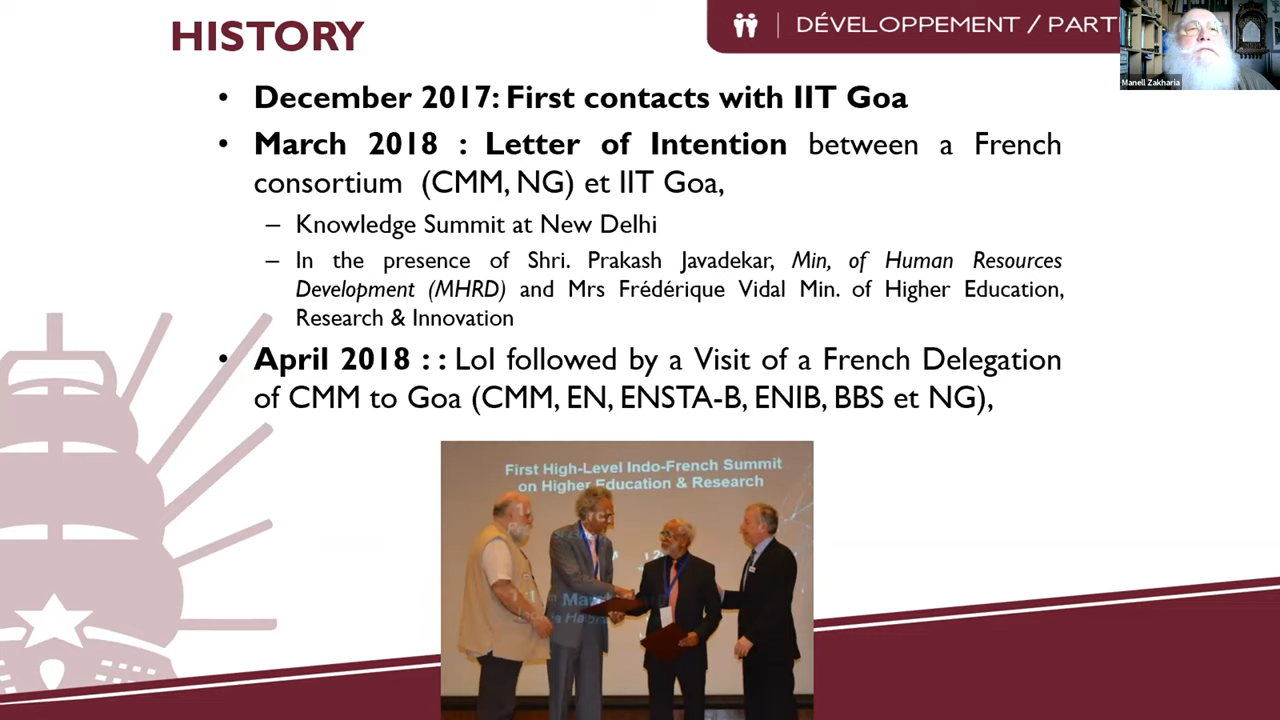 HISTORY
DÉVELOPPEMENT / PART
Manell Zakharia
• December 2017: First contacts with IIT Goa
• March 2018 : Letter of Intention between a French
consortium (CMM, NG) et IIT Goa,
– Knowledge Summit at New Delhi
– In the presence of Shri. Prakash Javadekar, Min, of Human Resources
Development (MHRD) and Mrs Frédérique Vidal Min. of Higher Education,
Research & Innovation
• April 2018 : : LoI followed by a Visit of a French Delegation
of CMM to Goa (CMM, EN, ENSTA-B, ENIB, BBS et NG),
First High-Level Indo-French Summit
on Higher Education & Research